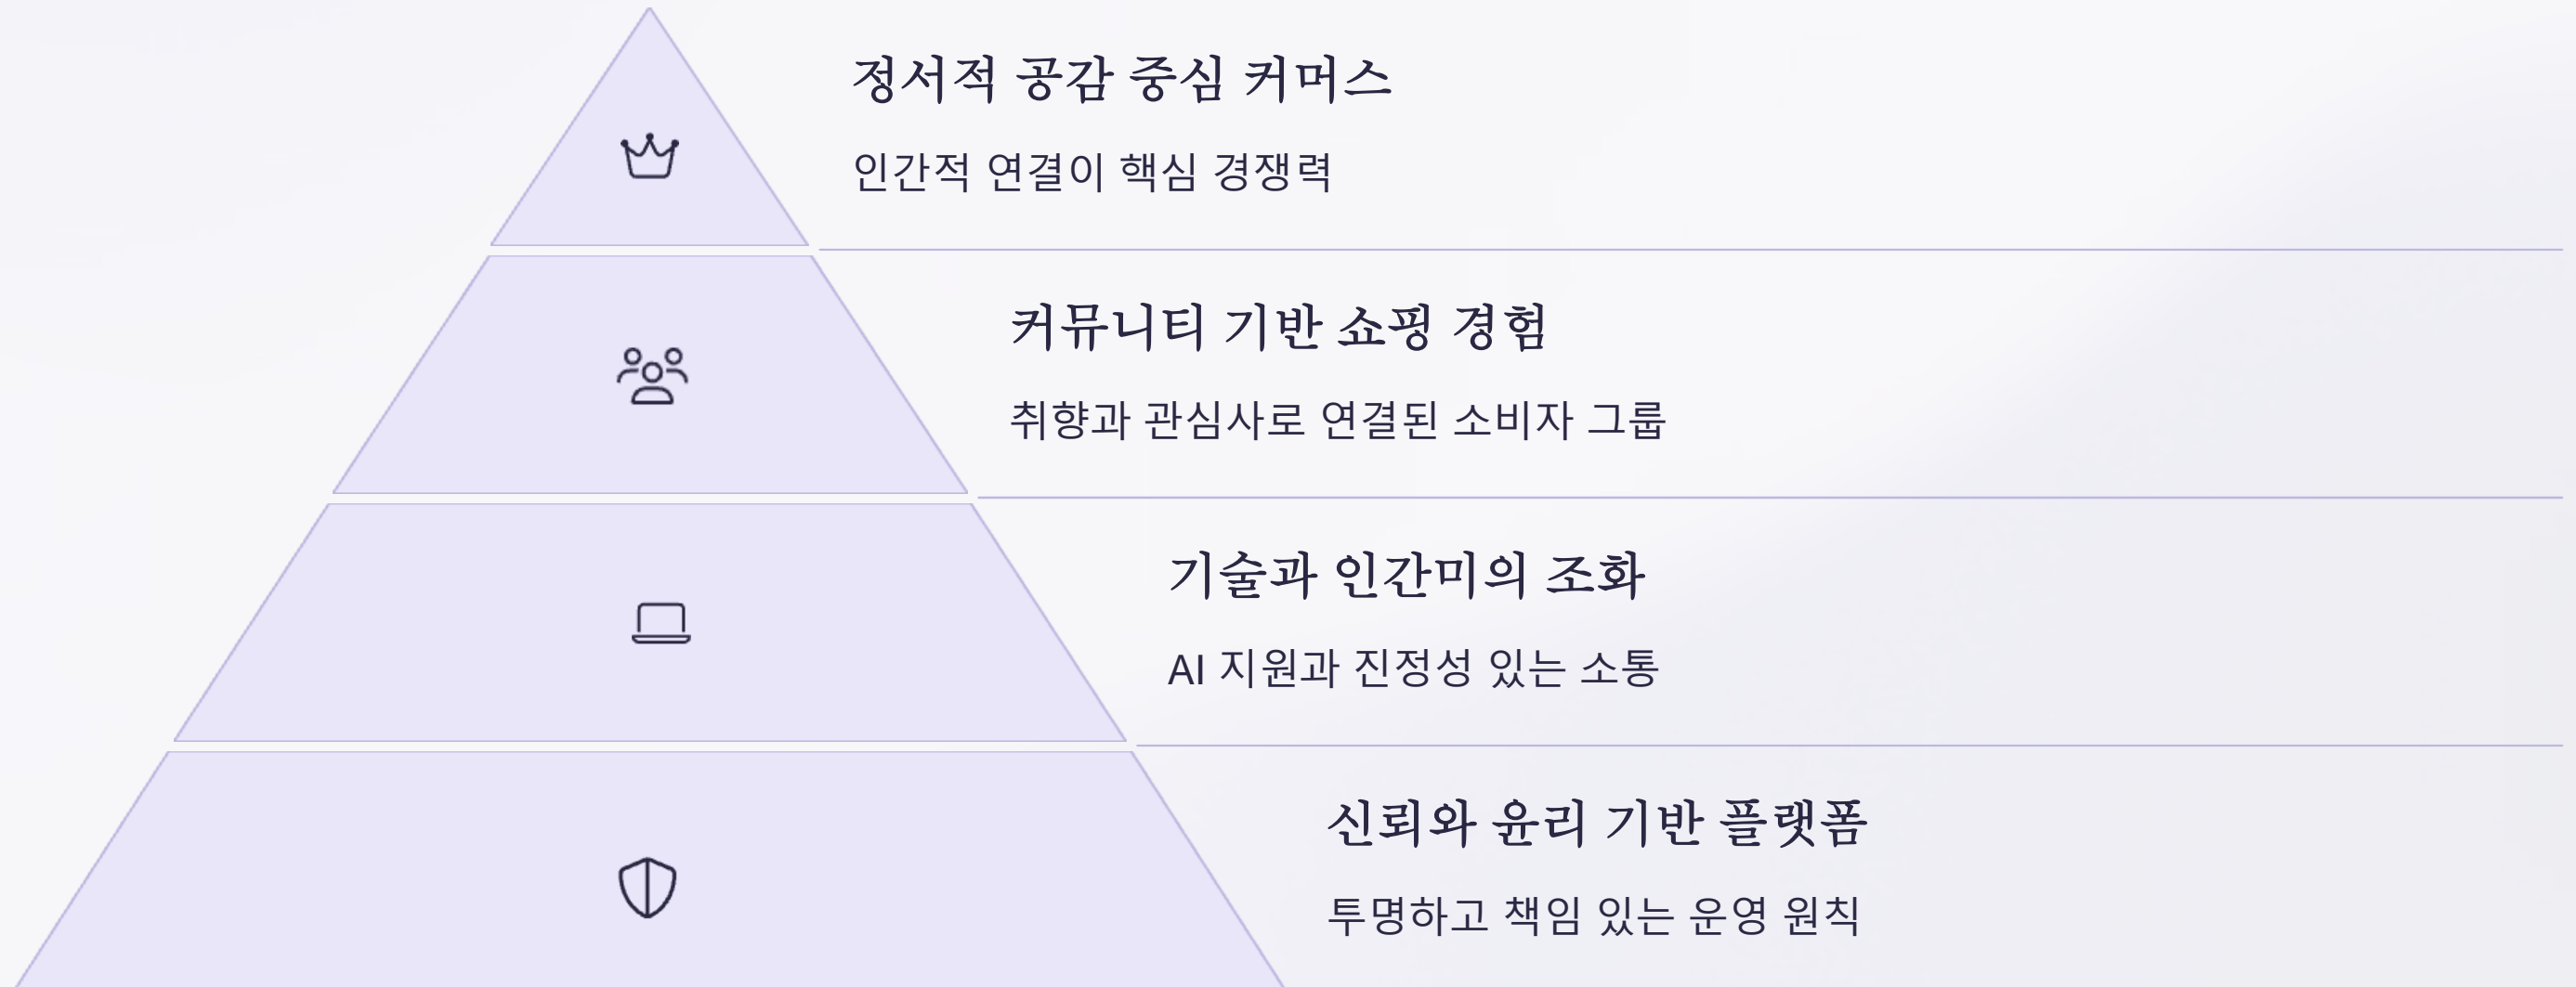 정서적 공감 중심 커머스
인간적 연결이 핵심 경쟁력
커뮤니티 기반 쇼핑 경험
취향과 관심사로 연결된 소비자 그룹
기술과 인간미의 조화
AI 지원과 진정성 있는 소통
신뢰와 윤리 기반 플랫폼
투명하고 책임 있는 운영 원칙